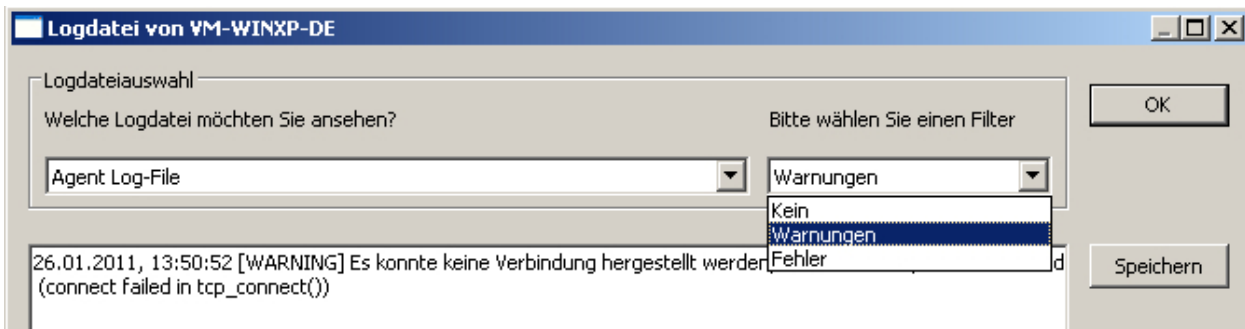 Logdatei von VM-WINXP-DE
Logdateiauswahl
Welche Logdatei möchten Sie ansehen?
Bitte wählen Sie einen Filter
OK
Agent Log-File
Warnungen
Kein
Warnungen
Fehler
26.01.2011, 13:50:52 [WARNING] Es konnte keine Verbindung hergestellt werden
(connect failed in tcp_connect())
Speichern